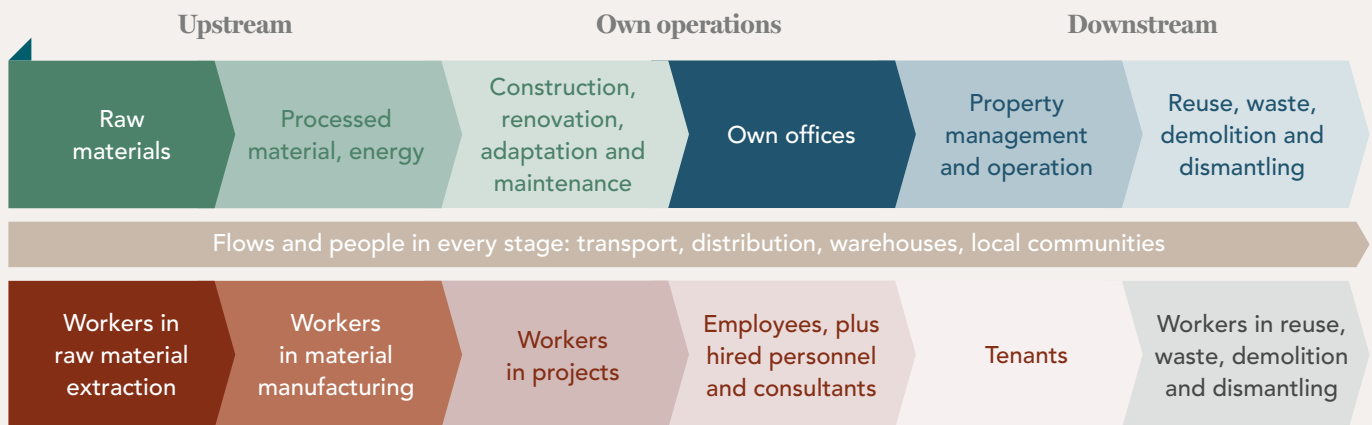 Upstream
Own operations
Downstream
Raw
materials
Processed
material, energy
Construction,
renovation,
adaptation and
maintenance
Own offices
Property
management
and operation
Reuse, waste,
demolition and
dismantling
Flows and people in every stage: transport, distribution, warehouses, local communities
Workers in
raw material
extraction
Workers
in material
manufacturing
Workers
in projects
Employees, plus
hired personnel
and consultants
Tenants
Workers in reuse,
waste, demolition
and dismantling